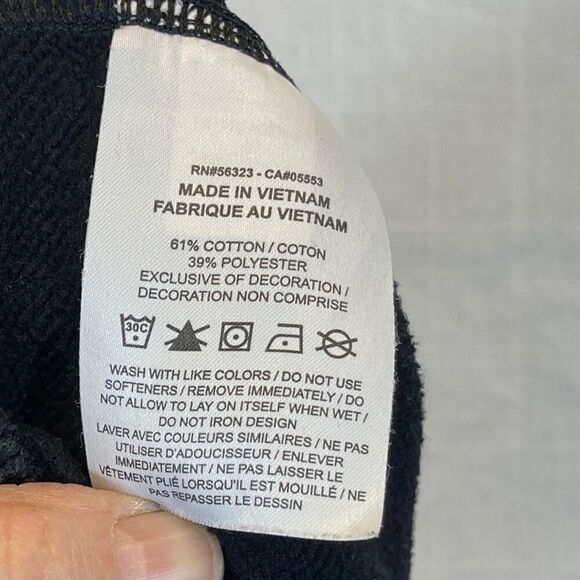 RN#56323 - CA#05553
MADE IN VIETNAM
FABRIQUE AU VIETNAM
61% COTTON / COTON
39% POLYESTER
EXCLUSIVE OF DECORATION /
DECORATION NON COMPRISE
30C
WASH WITH LIKE COLORS / DO NOT USE
SOFTENERS / REMOVE IMMEDIATELY / DO
NOT ALLOW TO LAY ON ITSELF WHEN WET /
DO NOT IRON DESIGN
LAVER AVEC COULEURS SIMILAIRES / NE PAS
UTILISER D'ADOUCISSEUR / ENLEVER
IMMEDIATEMENT / NE PAS LAISSER LE
VÊTEMENT PLIÉ LORSQU'IL EST MOUILLÉ / NE
PAS REPASSER LE DESSIN